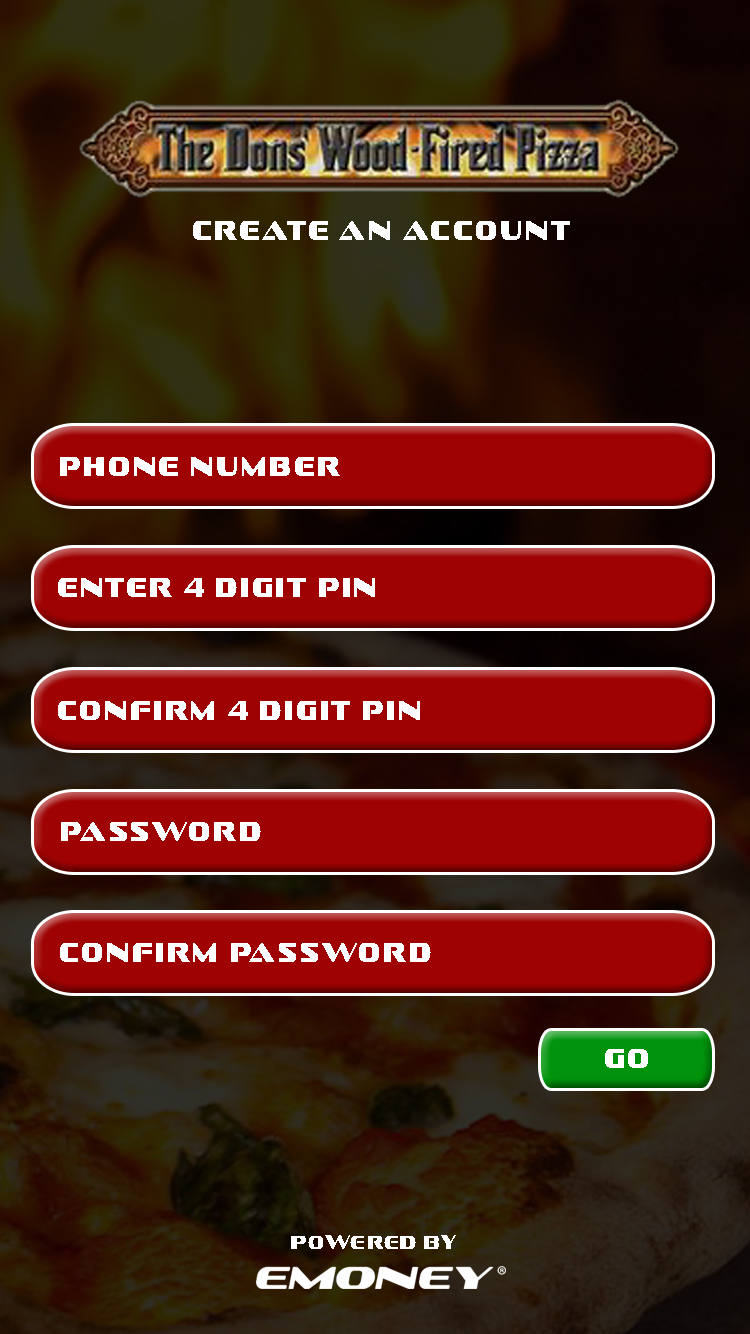 The Dons' Wood-Fired Pizza
CREATE AN ACCOUNT
PHONE NUMBER
ENTER 4 DIGIT PIN
CONFIRM 4 DIGIT PIN
PASSWORD
CONFIRM PASSWORD
GO
POWERED BY
EMONEY®